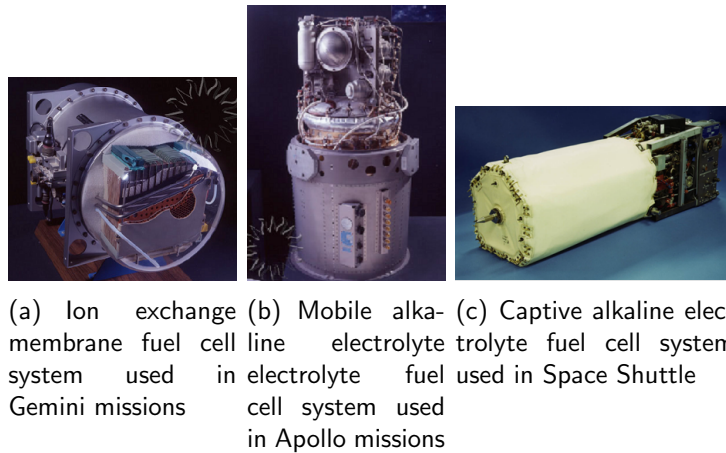 (a) Ion exchange
membrane fuel cell
system used in
Gemini missions
(b) Mobile alka-
line electrolyte
electrolyte fuel
cell system used
in Apollo missions
(c) Captive alkaline elec
trolyte fuel cell system
used in Space Shuttle